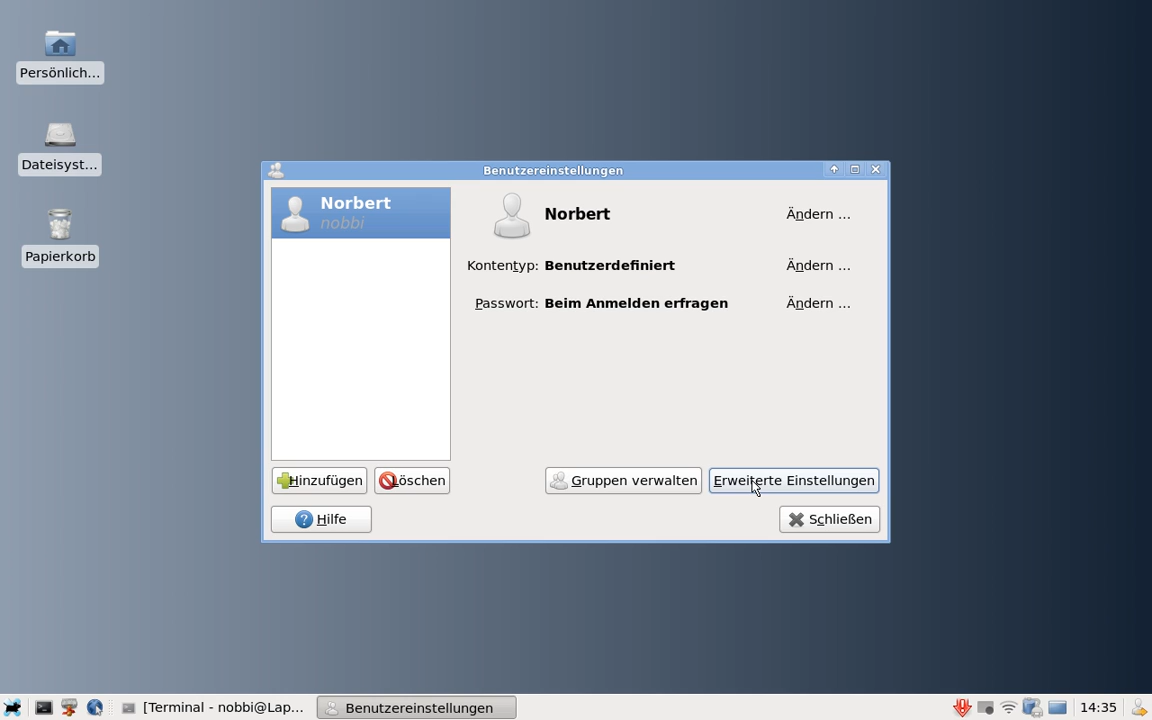 Persönlich...
Dateisyst...
Papierkorb
Benutzereinstellungen
Norbert
nobbi
Norbert
Ändern ...
Kontentyp: Benutzerdefiniert
Ändern ...
Passwort: Beim Anmelden erfragen
Ändern ...
Hinzufügen
Löschen
Gruppen verwalten
Erweiterte Einstellungen
Hilfe
Schließen
[Terminal - nobbi@Lap...
Benutzereinstellungen
14:35